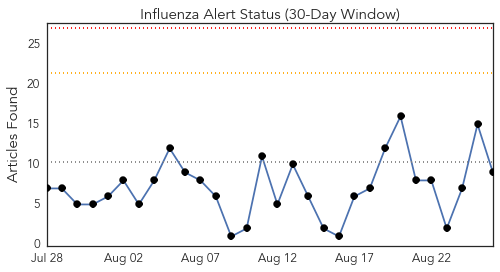 Influenza Alert Status (30-Day Window)
Articles Found
25
20
15
10
5
0
Jul 28 Aug 02 Aug 07 Aug 12 Aug 17 Aug 22